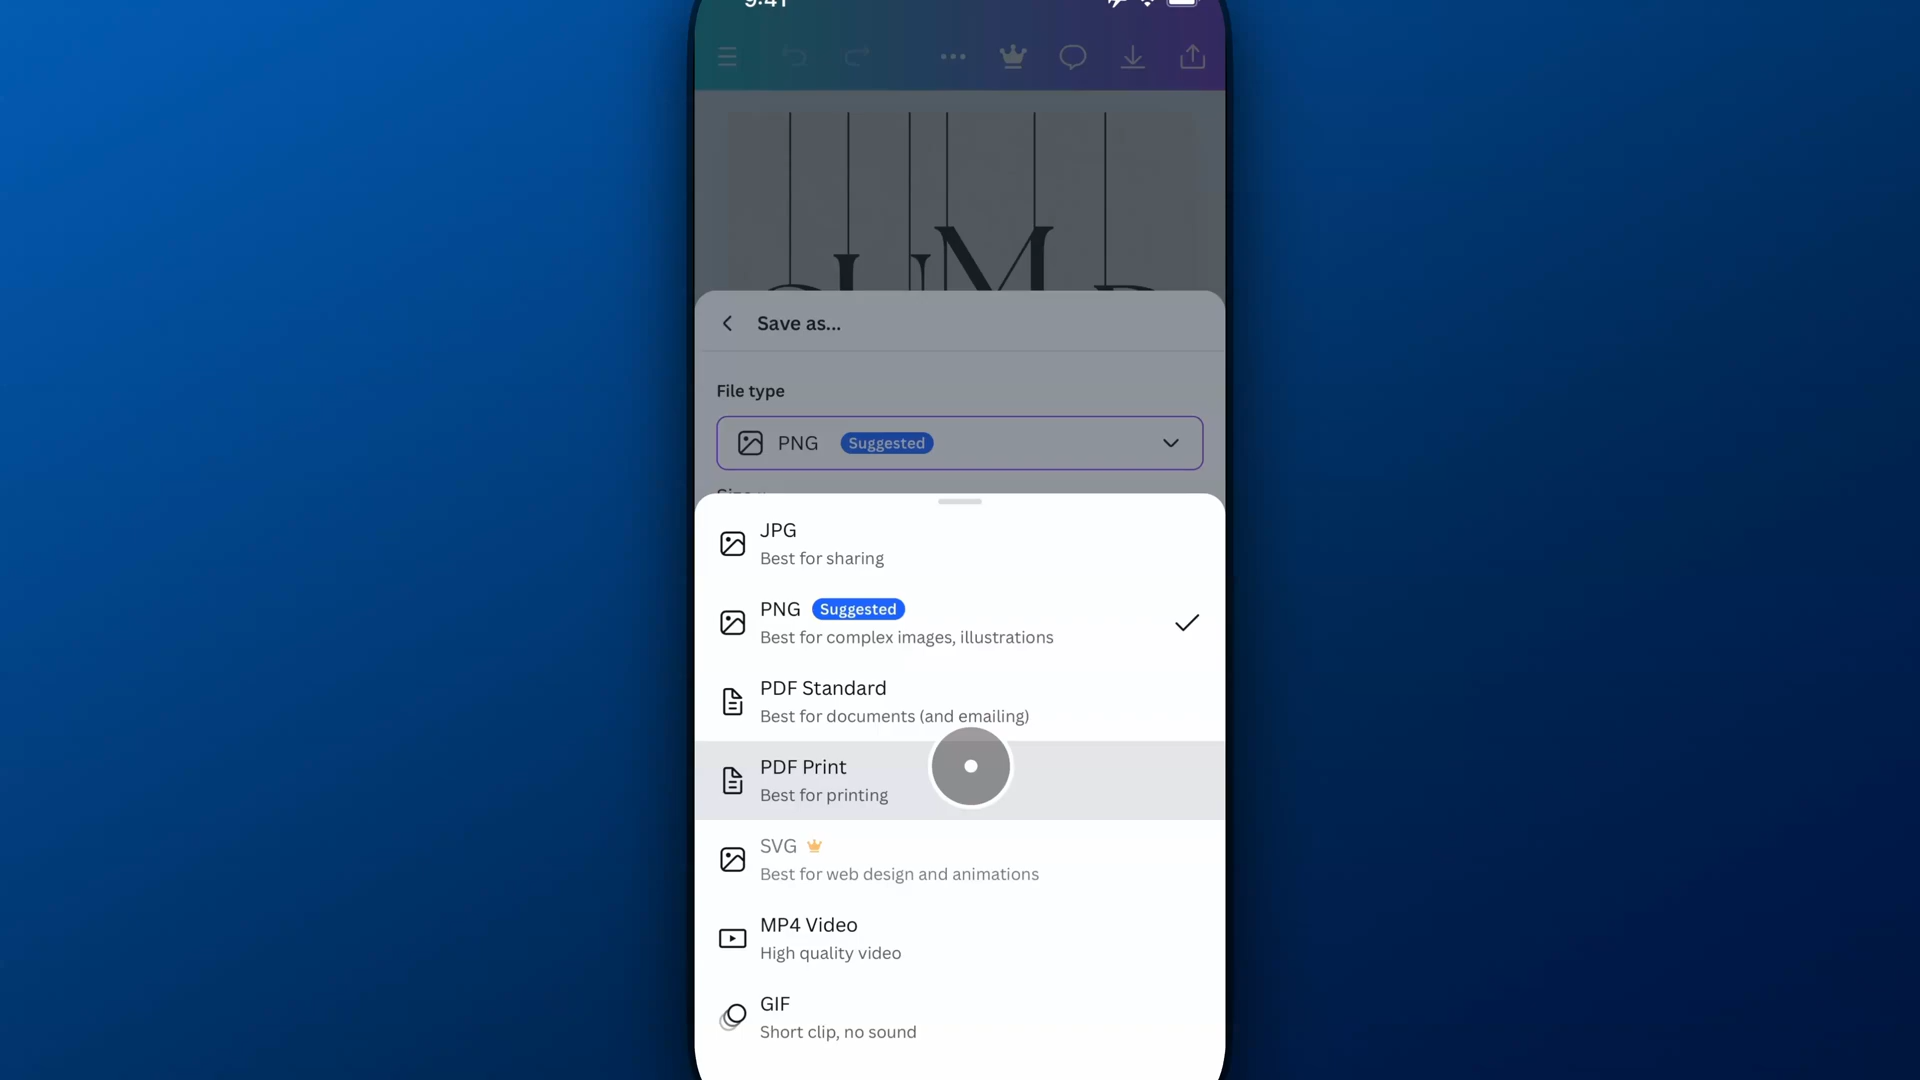 9:41
Save as...
File type
PNG Suggested
JPG
Best for sharing
PNG Suggested
Best for complex images, illustrations
PDF Standard
Best for documents (and emailing)
PDF Print
Best for printing
SVG
Best for web design and animations
MP4 Video
High quality video
GIF
Short clip, no sound